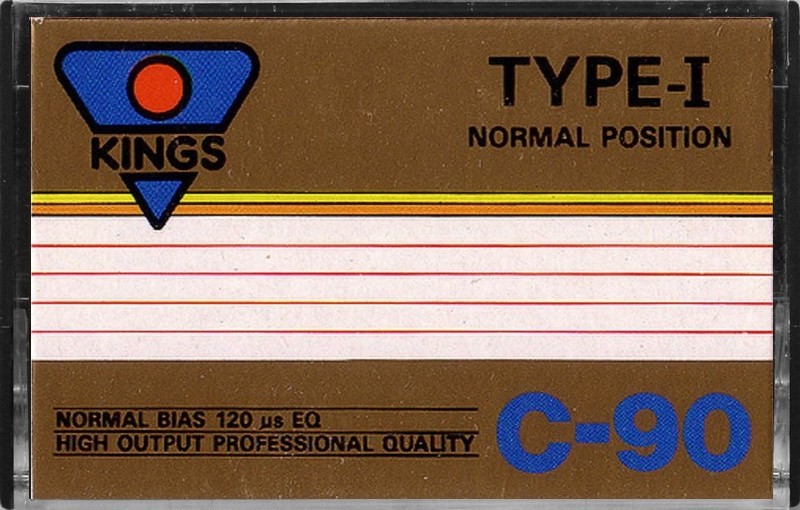 KINGS
TYPE-I
NORMAL POSITION
NORMAL BIAS 120 µs EQ
HIGH OUTPUT PROFESSIONAL QUALITY
C-90